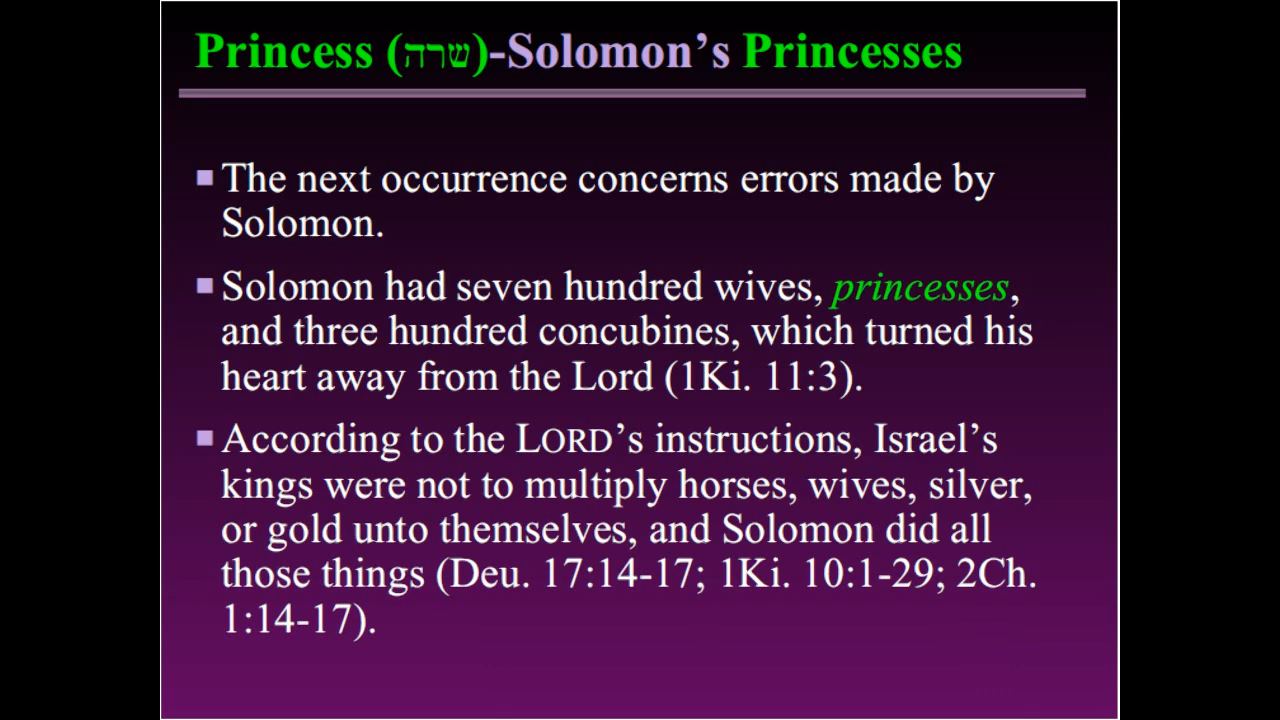 Princess (שרה)-Solomon’s Princesses
The next occurrence concerns errors made by
Solomon.
Solomon had seven hundred wives, princesses,
and three hundred concubines, which turned his
heart away from the Lord (1Ki. 11:3).
According to the LORD’s instructions, Israel’s
kings were not to multiply horses, wives, silver,
or gold unto themselves, and Solomon did all
those things (Deu. 17:14-17; 1Ki. 10:1-29; 2Ch.
1:14-17).